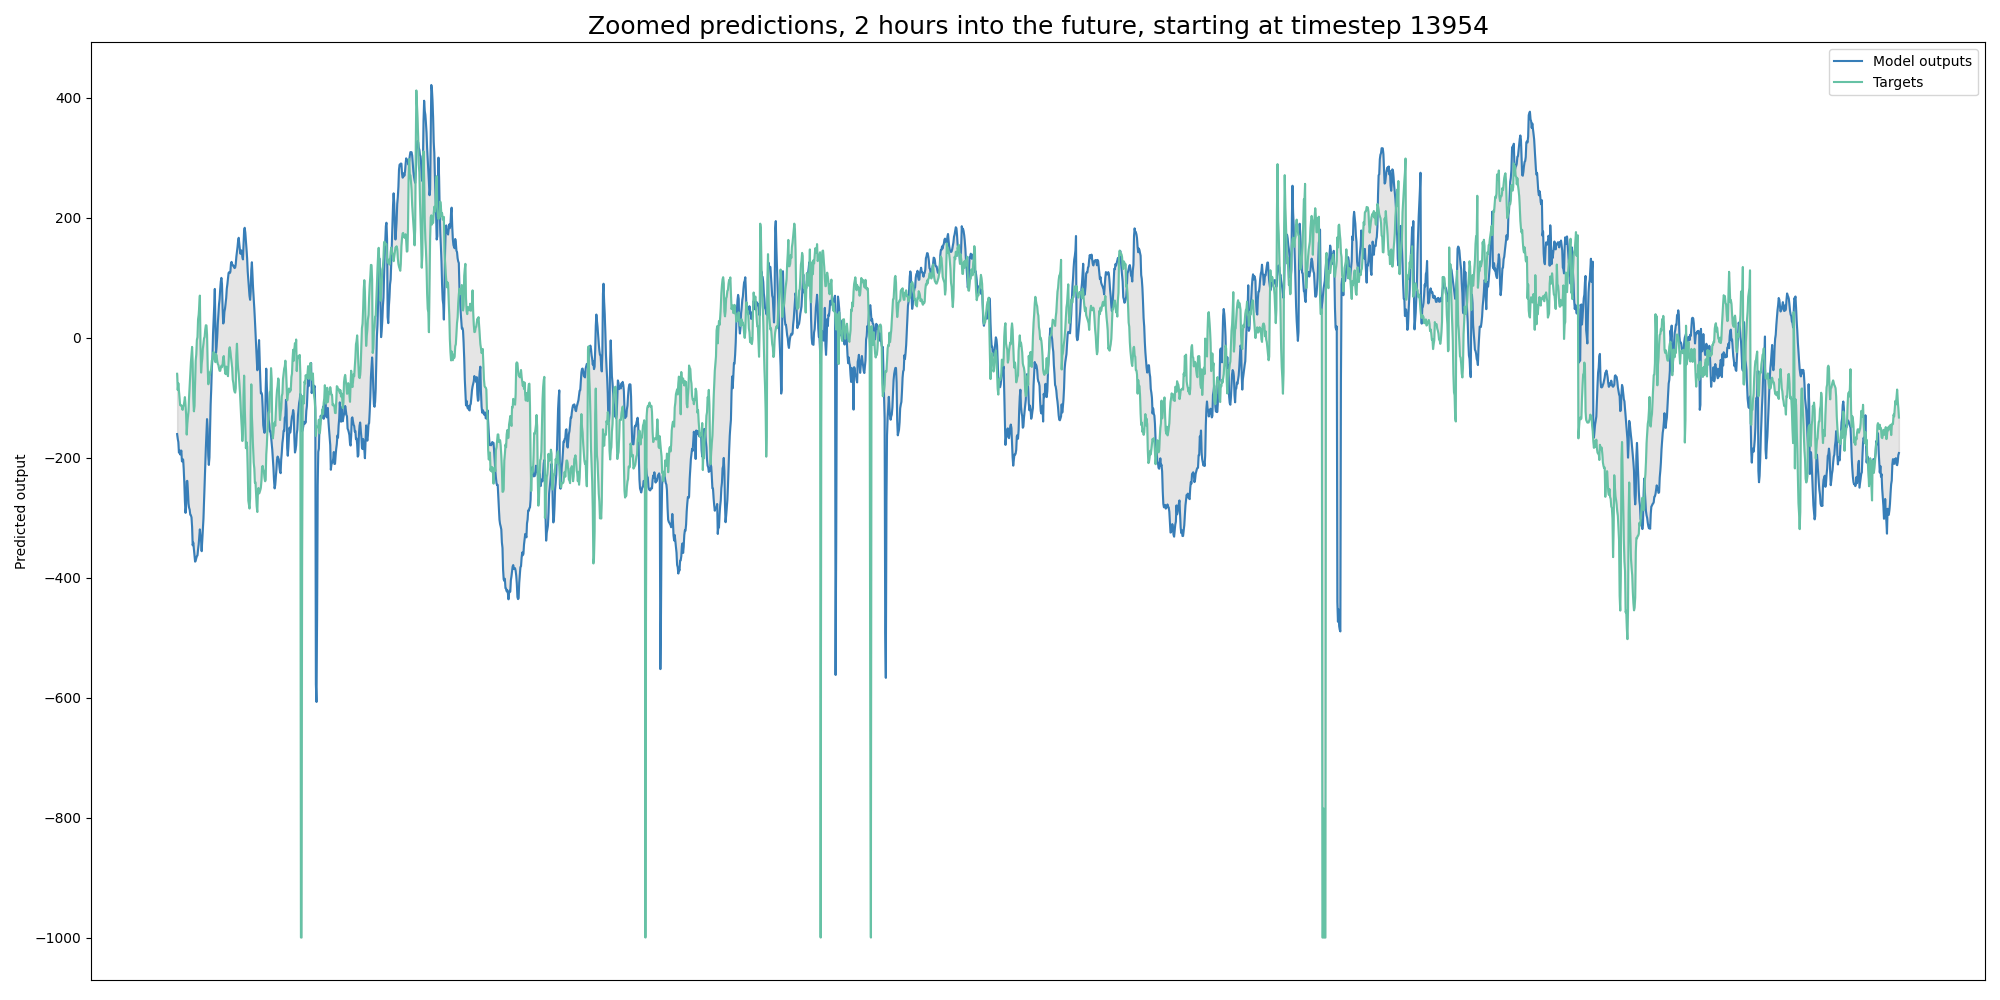 Zoomed predictions, 2 hours into the future, starting at timestep 13954
Model outputs
Targets
Predicted output
400
200
0
−200
−400
−600
−800
−1000